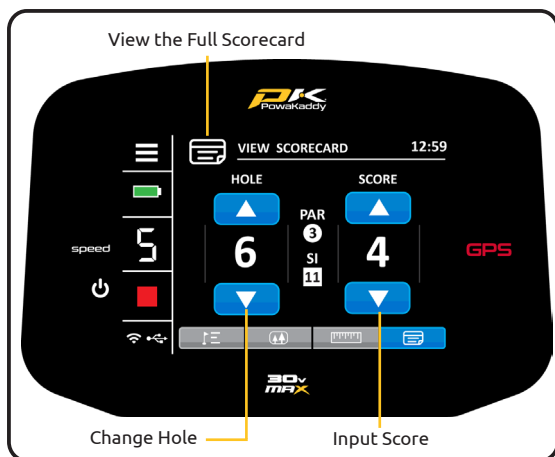 View the Full Scorecard
PK
PowaKaddy
VIEW SCORECARD 12:59
HOLE SCORE
PAR
3
speed 5 6 SI 4 GPS
11
30v
MAX
Change Hole Input Score